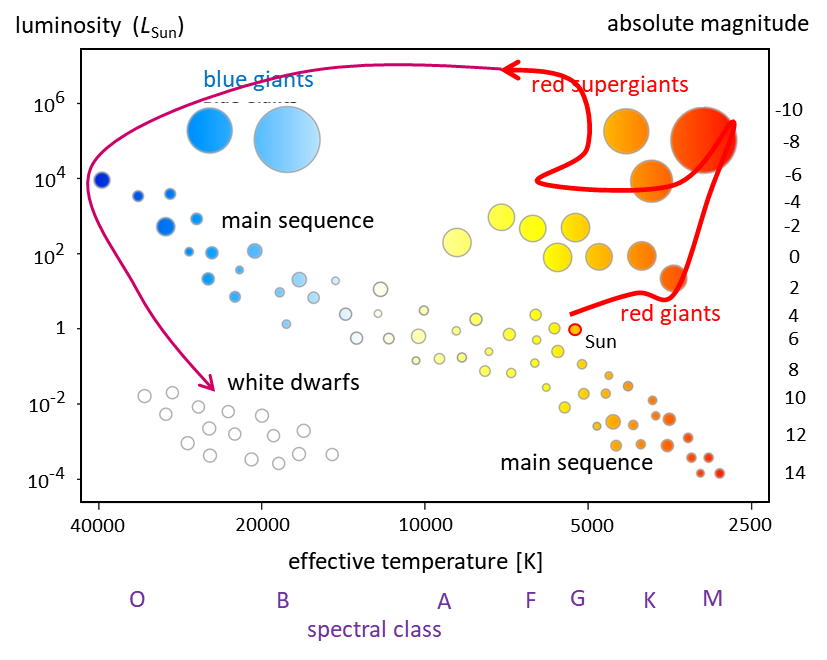 luminosity (L_Sun)
absolute magnitude
blue giants
red supergiants
10^6
-10
-8
10^4
-6
-4
main sequence
-2
10^2
0
2
red giants
4
1
6
Sun
8
white dwarfs
10^-2
10
12
main sequence
10^-4
14
40000 20000 10000 5000 2500
effective temperature [K]
O B A F G K M
spectral class